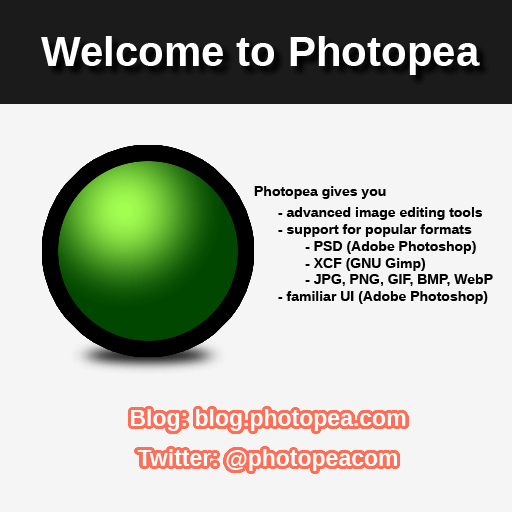 Welcome to Photopea
Photopea gives you
- advanced image editing tools
- support for popular formats
- PSD (Adobe Photoshop)
- XCF (GNU Gimp)
- JPG, PNG, GIF, BMP, WebP
- familiar UI (Adobe Photoshop)
Blog: blog.photopea.com
Twitter: @photopeacom